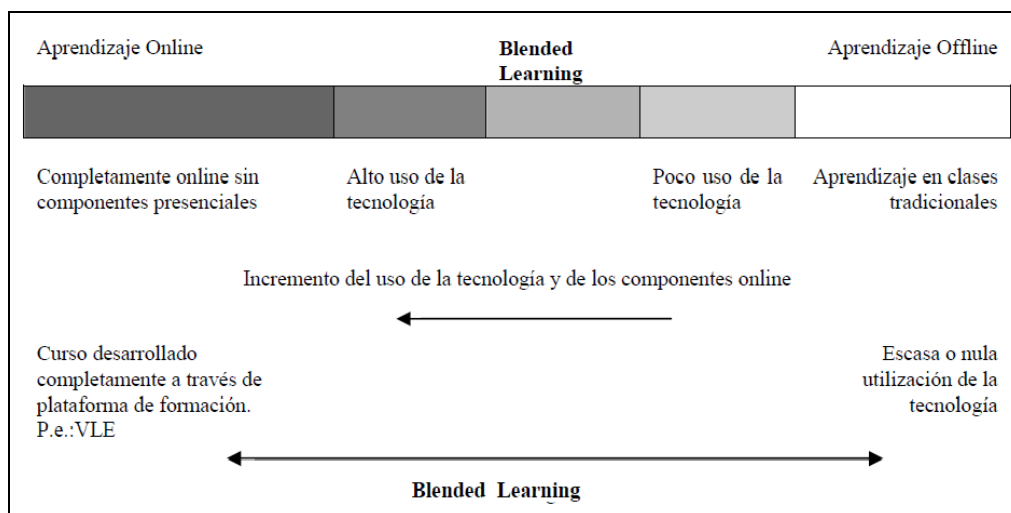 Aprendizaje Online
Blended
Learning
Aprendizaje Offline
Completamente online sin
componentes presenciales
Alto uso de la
tecnología
Poco uso de la
tecnología
Aprendizaje en clases
tradicionales
Incremento del uso de la tecnología y de los componentes online
Curso desarrollado
completamente a través de
plataforma de formación.
P.e.:VLE
Escasa o nula
utilización de la
tecnología
Blended Learning